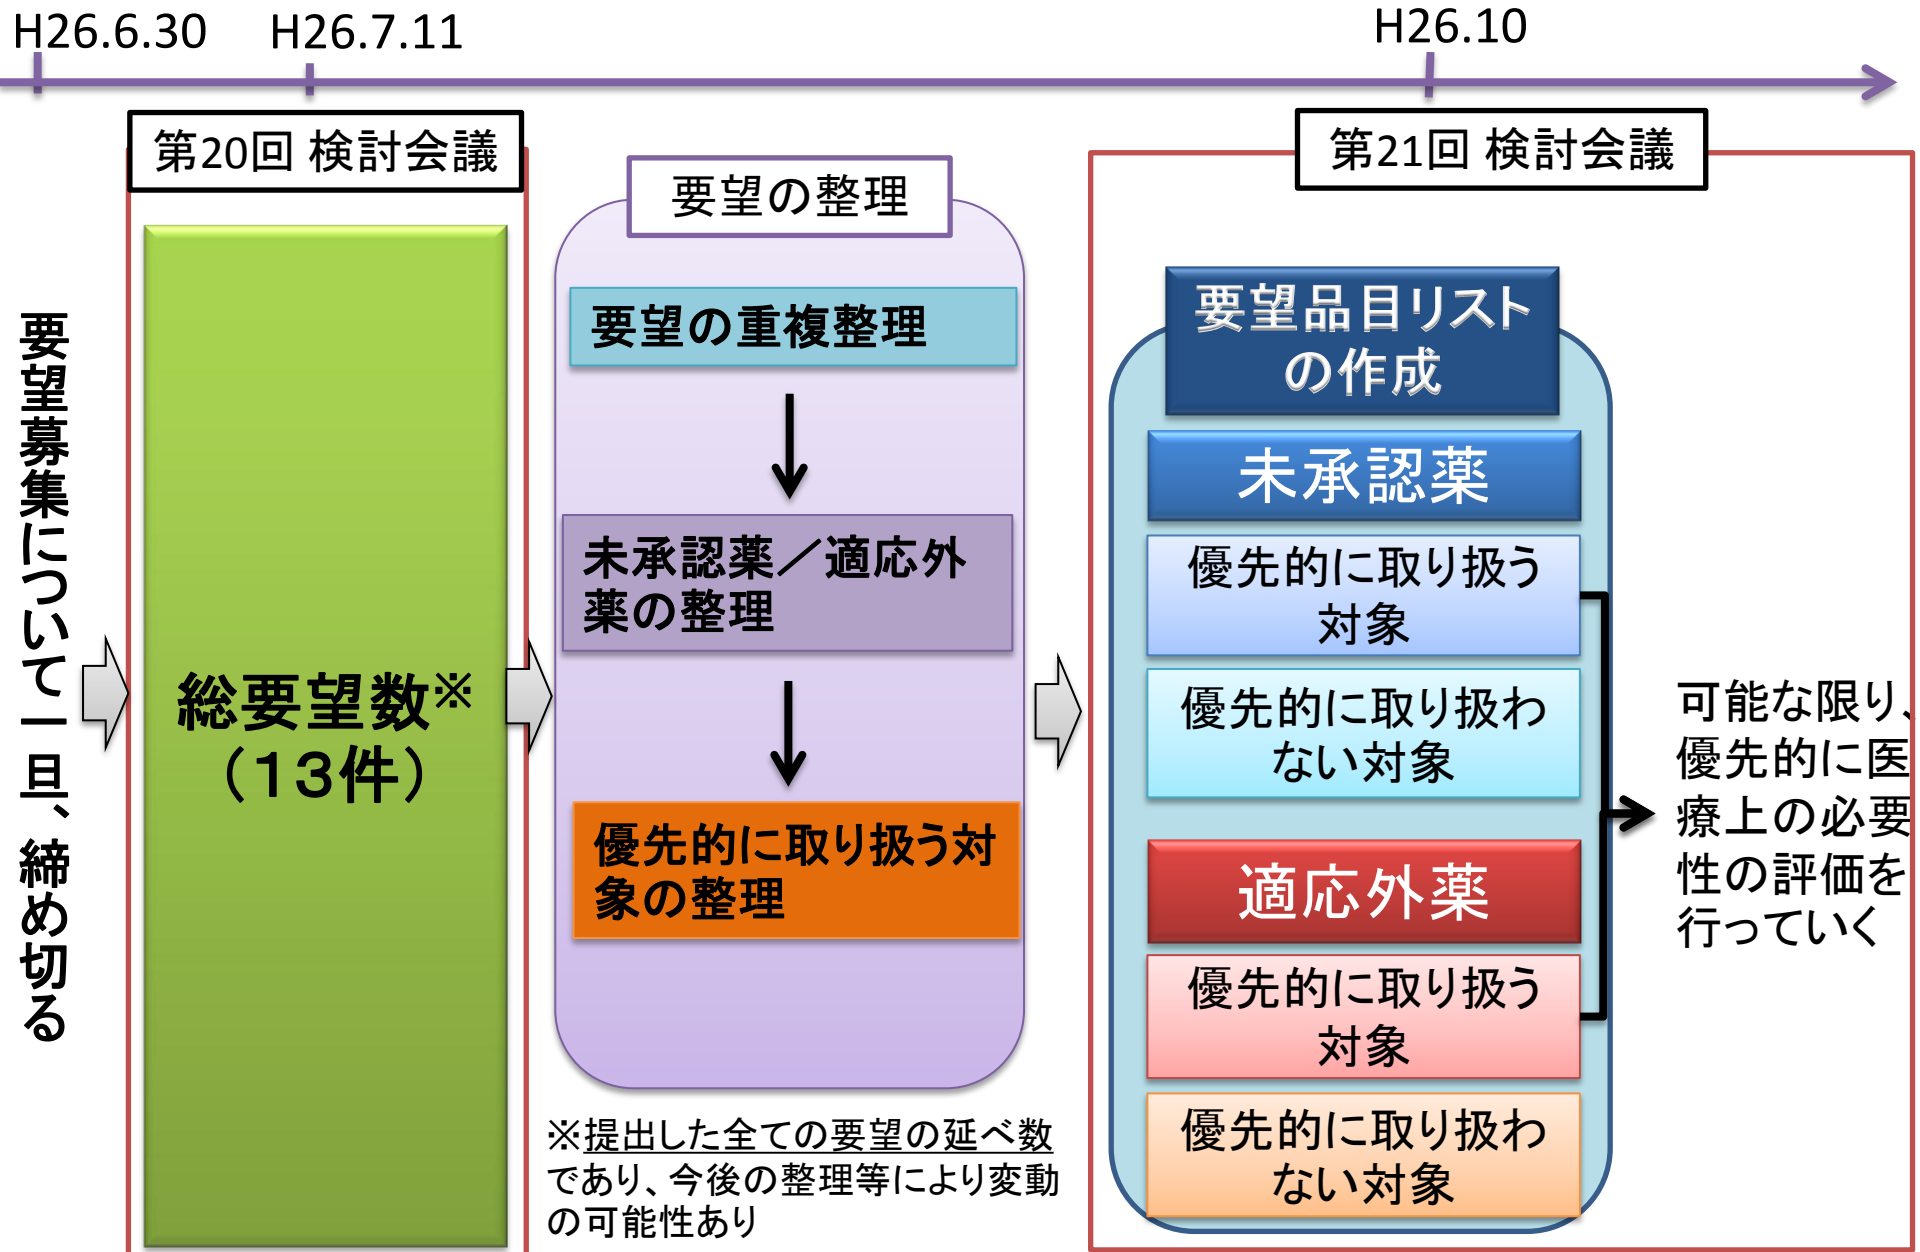 H26.6.30
H26.7.11
H26.10
要望募集について一旦、締め切る
第20回 検討会議
総要望数※
（13件）
要望の整理
要望の重複整理
未承認薬／適応外
薬の整理
優先的に取り扱う対
象の整理
※提出した全ての要望の延べ数
であり、今後の整理等により変動
の可能性あり
第21回 検討会議
要望品目リスト
の作成
未承認薬
優先的に取り扱う
対象
優先的に取り扱わ
ない対象
適応外薬
優先的に取り扱う
対象
優先的に取り扱わ
ない対象
可能な限り、
優先的に医
療上の必要
性の評価を
行っていく